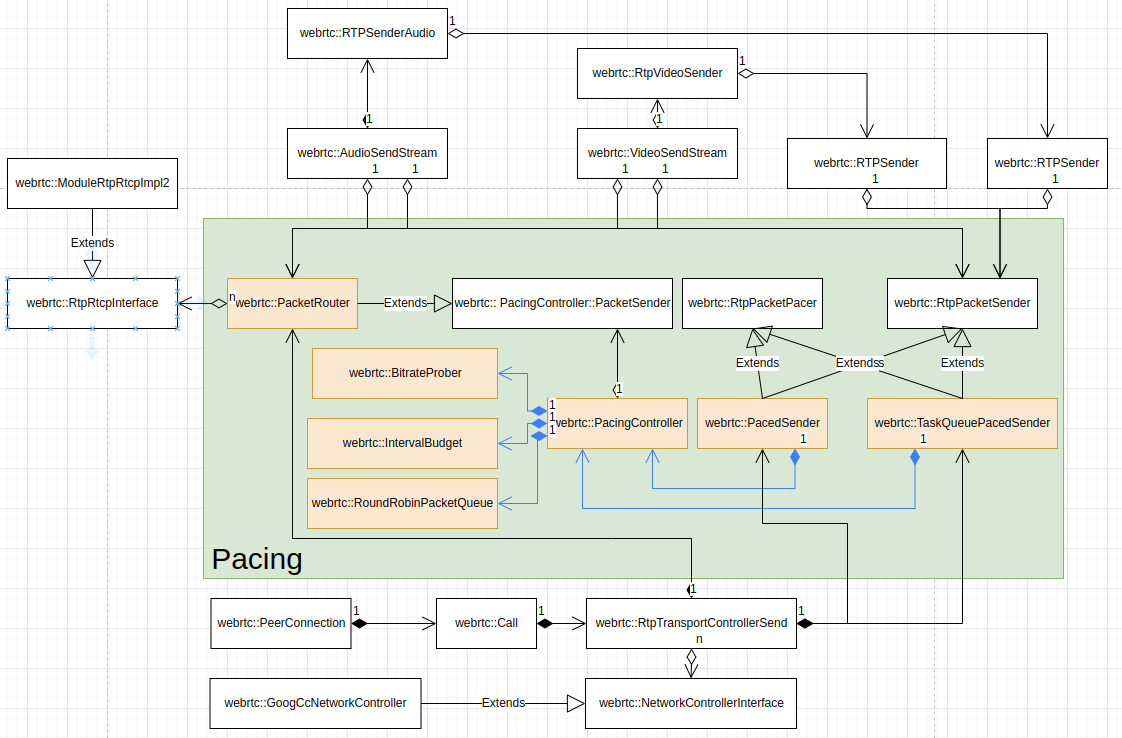 1
webrtc::RTPSenderAudio
1
webrtc::RtpVideoSender
1
1
webrtc::AudioSendStream
1 1
webrtc::VideoSendStream
1 1
webrtc::RTPSender
1
webrtc::RTPSender
1
webrtc::ModuleRtpRtcpImpl2
Extends
webrtc::RtpRtcpInterface
n
webrtc::PacketRouter
Extends
webrtc:: PacingController::PacketSender
webrtc::RtpPacketPacer
webrtc::RtpPacketSender
Extends
Extends
Extends
webrtc::BitrateProber
1
1
1
1
webrtc::PacingController
webrtc::PacedSender
1
webrtc::TaskQueuePacedSender
1
webrtc::IntervalBudget
webrtc::RoundRobinPacketQueue
Pacing
1
webrtc::PeerConnection
1
webrtc::Call
1
webrtc::RtpTransportControllerSend
n
1
webrtc::GoogCcNetworkController
Extends
webrtc::NetworkControllerInterface